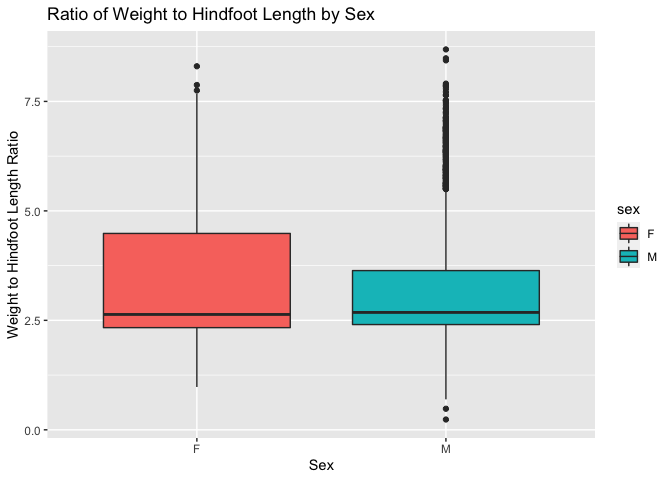 Ratio of Weight to Hindfoot Length by Sex
Weight to Hindfoot Length Ratio
7.5
5.0
2.5
0.0
F
M
Sex
sex
F
M